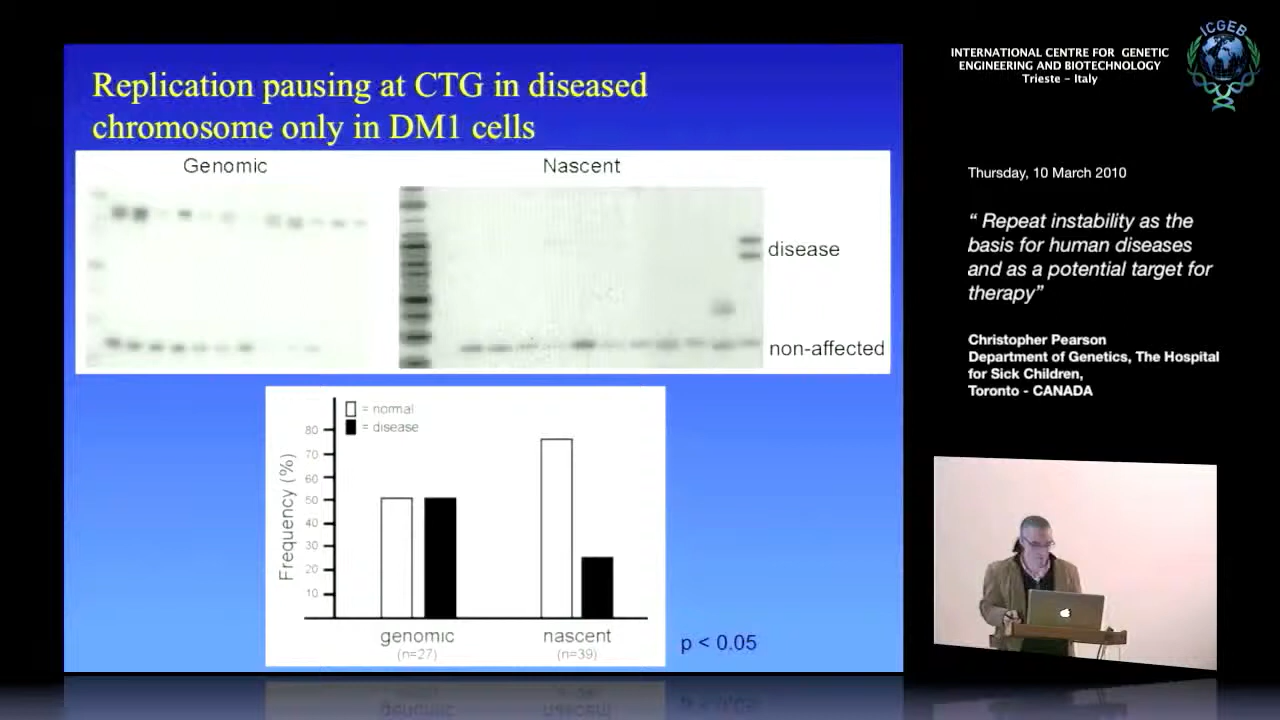 Replication pausing at CTG in diseased
chromosome only in DM1 cells
Genomic
Nascent
disease
non-affected
= normal
= disease
Frequency (%)
80
70
60
50
40
30
20
10
genomic
(n=27)
nascent
(n=39)
p < 0.05
INTERNATIONAL CENTRE FOR GENETIC
ENGINEERING AND BIOTECHNOLOGY
Trieste - Italy
ICGEB
Thursday, 10 March 2010
“ Repeat instability as the
basis for human diseases
and as a potential target for
therapy”
Christopher Pearson
Department of Genetics, The Hospital
for Sick Children,
Toronto - CANADA